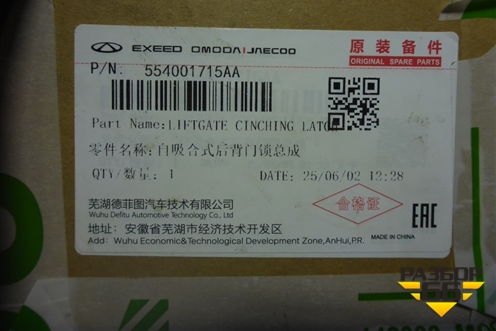 EXEED OMODA|JAECOO
原装备件
ORIGINAL SPARE PARTS
P/N: 554001715AA
Part Name:LIFTGATE CINCHING LATCH
零件名称:自吸合式后背门锁总成
QTY/数量: 1
DATE: 25/06/02 12:28
芜湖德菲图汽车技术有限公司
Wuhu Defitu Automotive Technology Co., Ltd
合格证
EAC
地址: 安徽省芜湖市经济技术开发区
Add: Wuhu Economic&Technological Development Zone,AnHui,P.R.
MADE IN CHINA
РАЗБОР